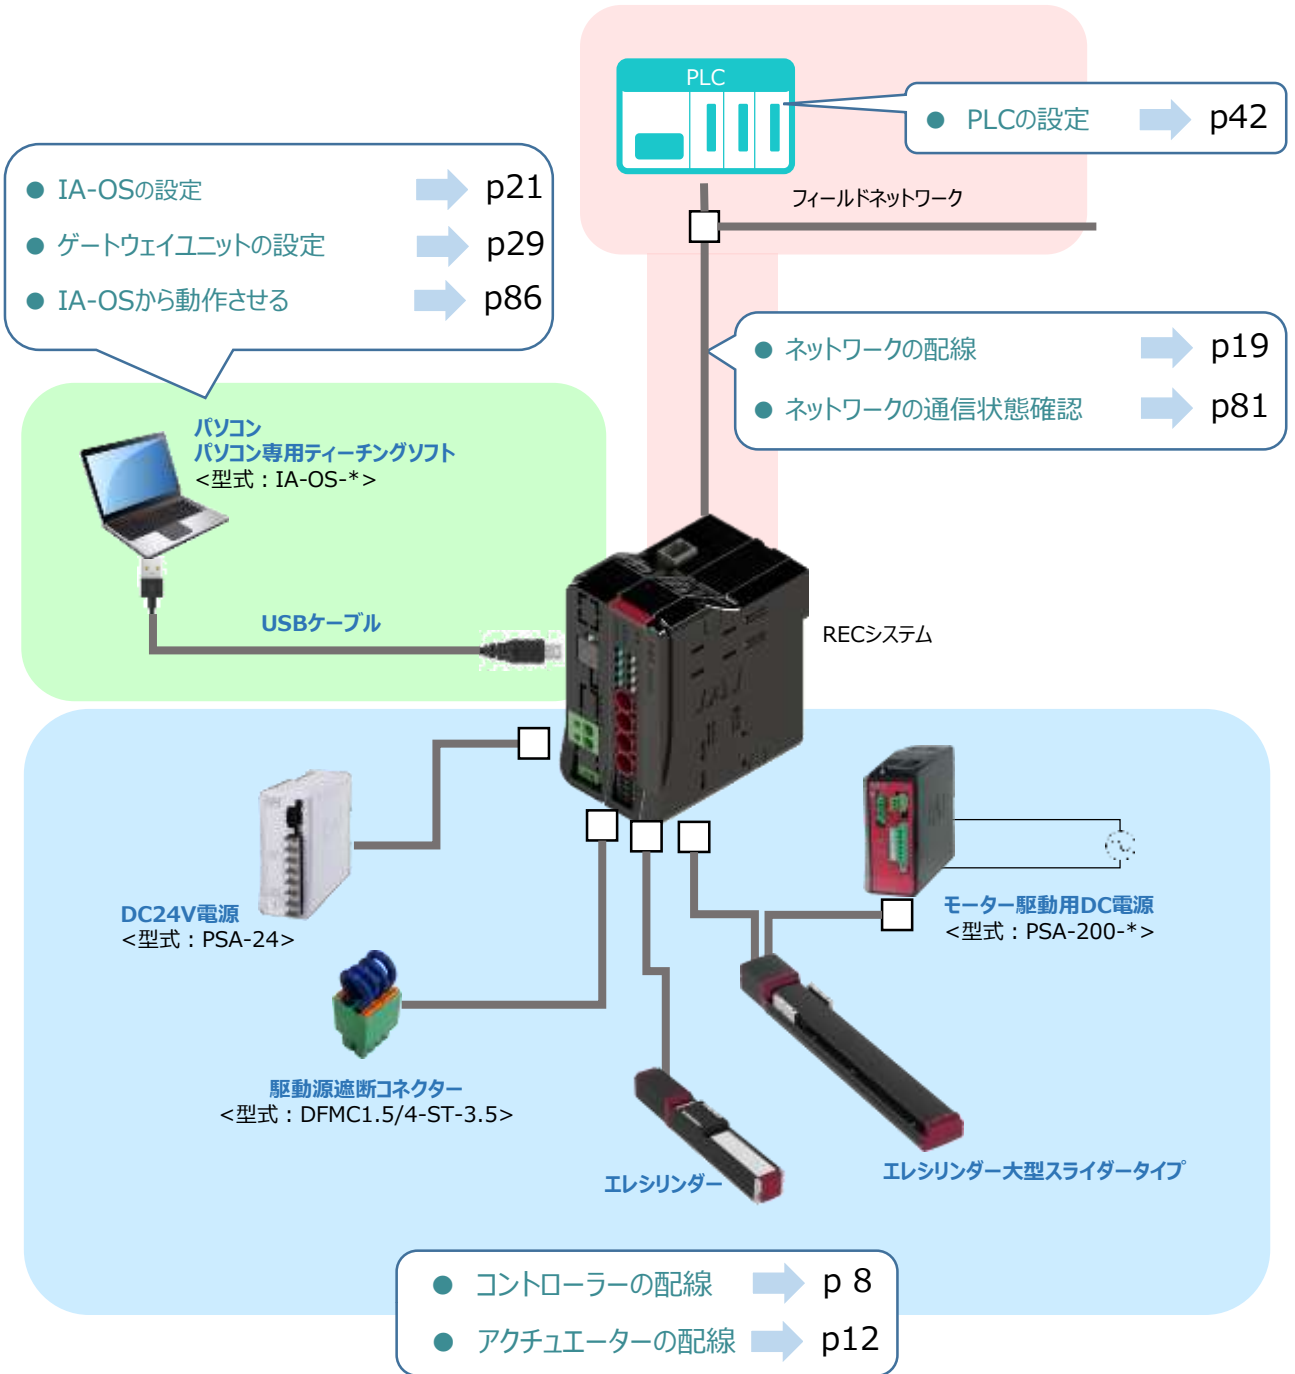 PLC
● PLCの設定 p42
● IA-OSの設定 p21
● ゲートウェイユニットの設定 p29
● IA-OSから動作させる p86
フィールドネットワーク
● ネットワークの配線 p19
● ネットワークの通信状態確認 p81
パソコン
パソコン専用ティーチングソフト
<型式：IA-OS-*>
USBケーブル
RECシステム
DC24V電源
<型式：PSA-24>
モーター駆動用DC電源
<型式：PSA-200-*>
駆動源遮断コネクター
<型式：DFMC1.5/4-ST-3.5>
エレシリンダー
エレシリンダー大型スライダータイプ
● コントローラーの配線 p 8
● アクチュエーターの配線 p12